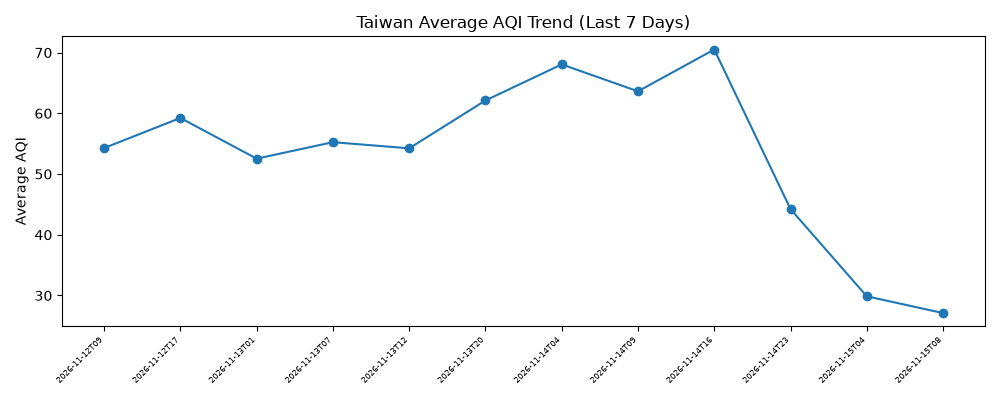 Taiwan Average AQI Trend (Last 7 Days)
Average AQI
70
60
50
40
30
2026-11-12T09
2026-11-12T17
2026-11-13T01
2026-11-13T07
2026-11-13T12
2026-11-13T20
2026-11-14T04
2026-11-14T09
2026-11-14T16
2026-11-14T23
2026-11-15T04
2026-11-15T08